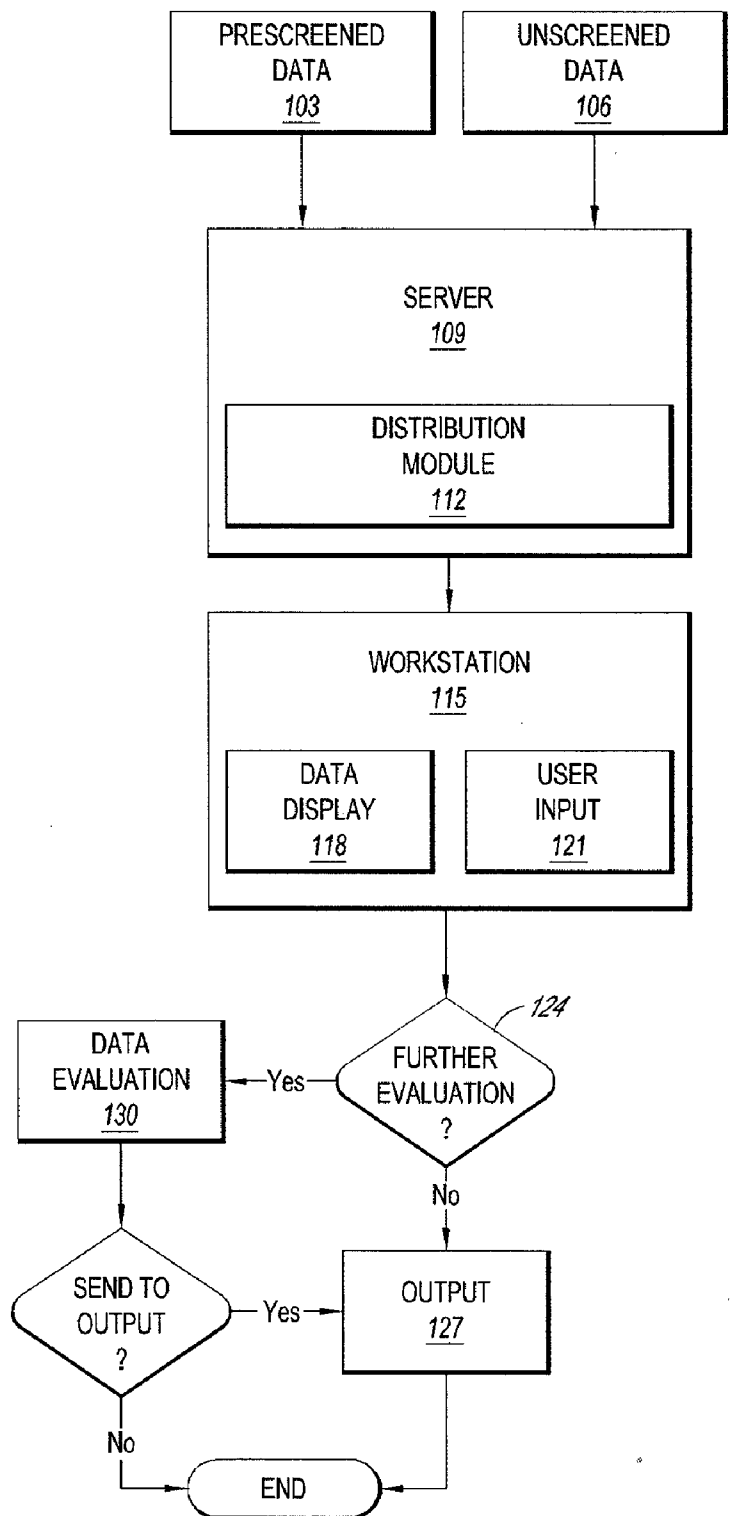 PRESCREENED
DATA
103
UNSCREENED
DATA
106
SERVER
109
DISTRIBUTION
MODULE
112
WORKSTATION
115
DATA
DISPLAY
118
USER
INPUT
121
124
FURTHER
EVALUATION
?
Yes
DATA
EVALUATION
130
No
SEND TO
OUTPUT
?
Yes
OUTPUT
127
No
END